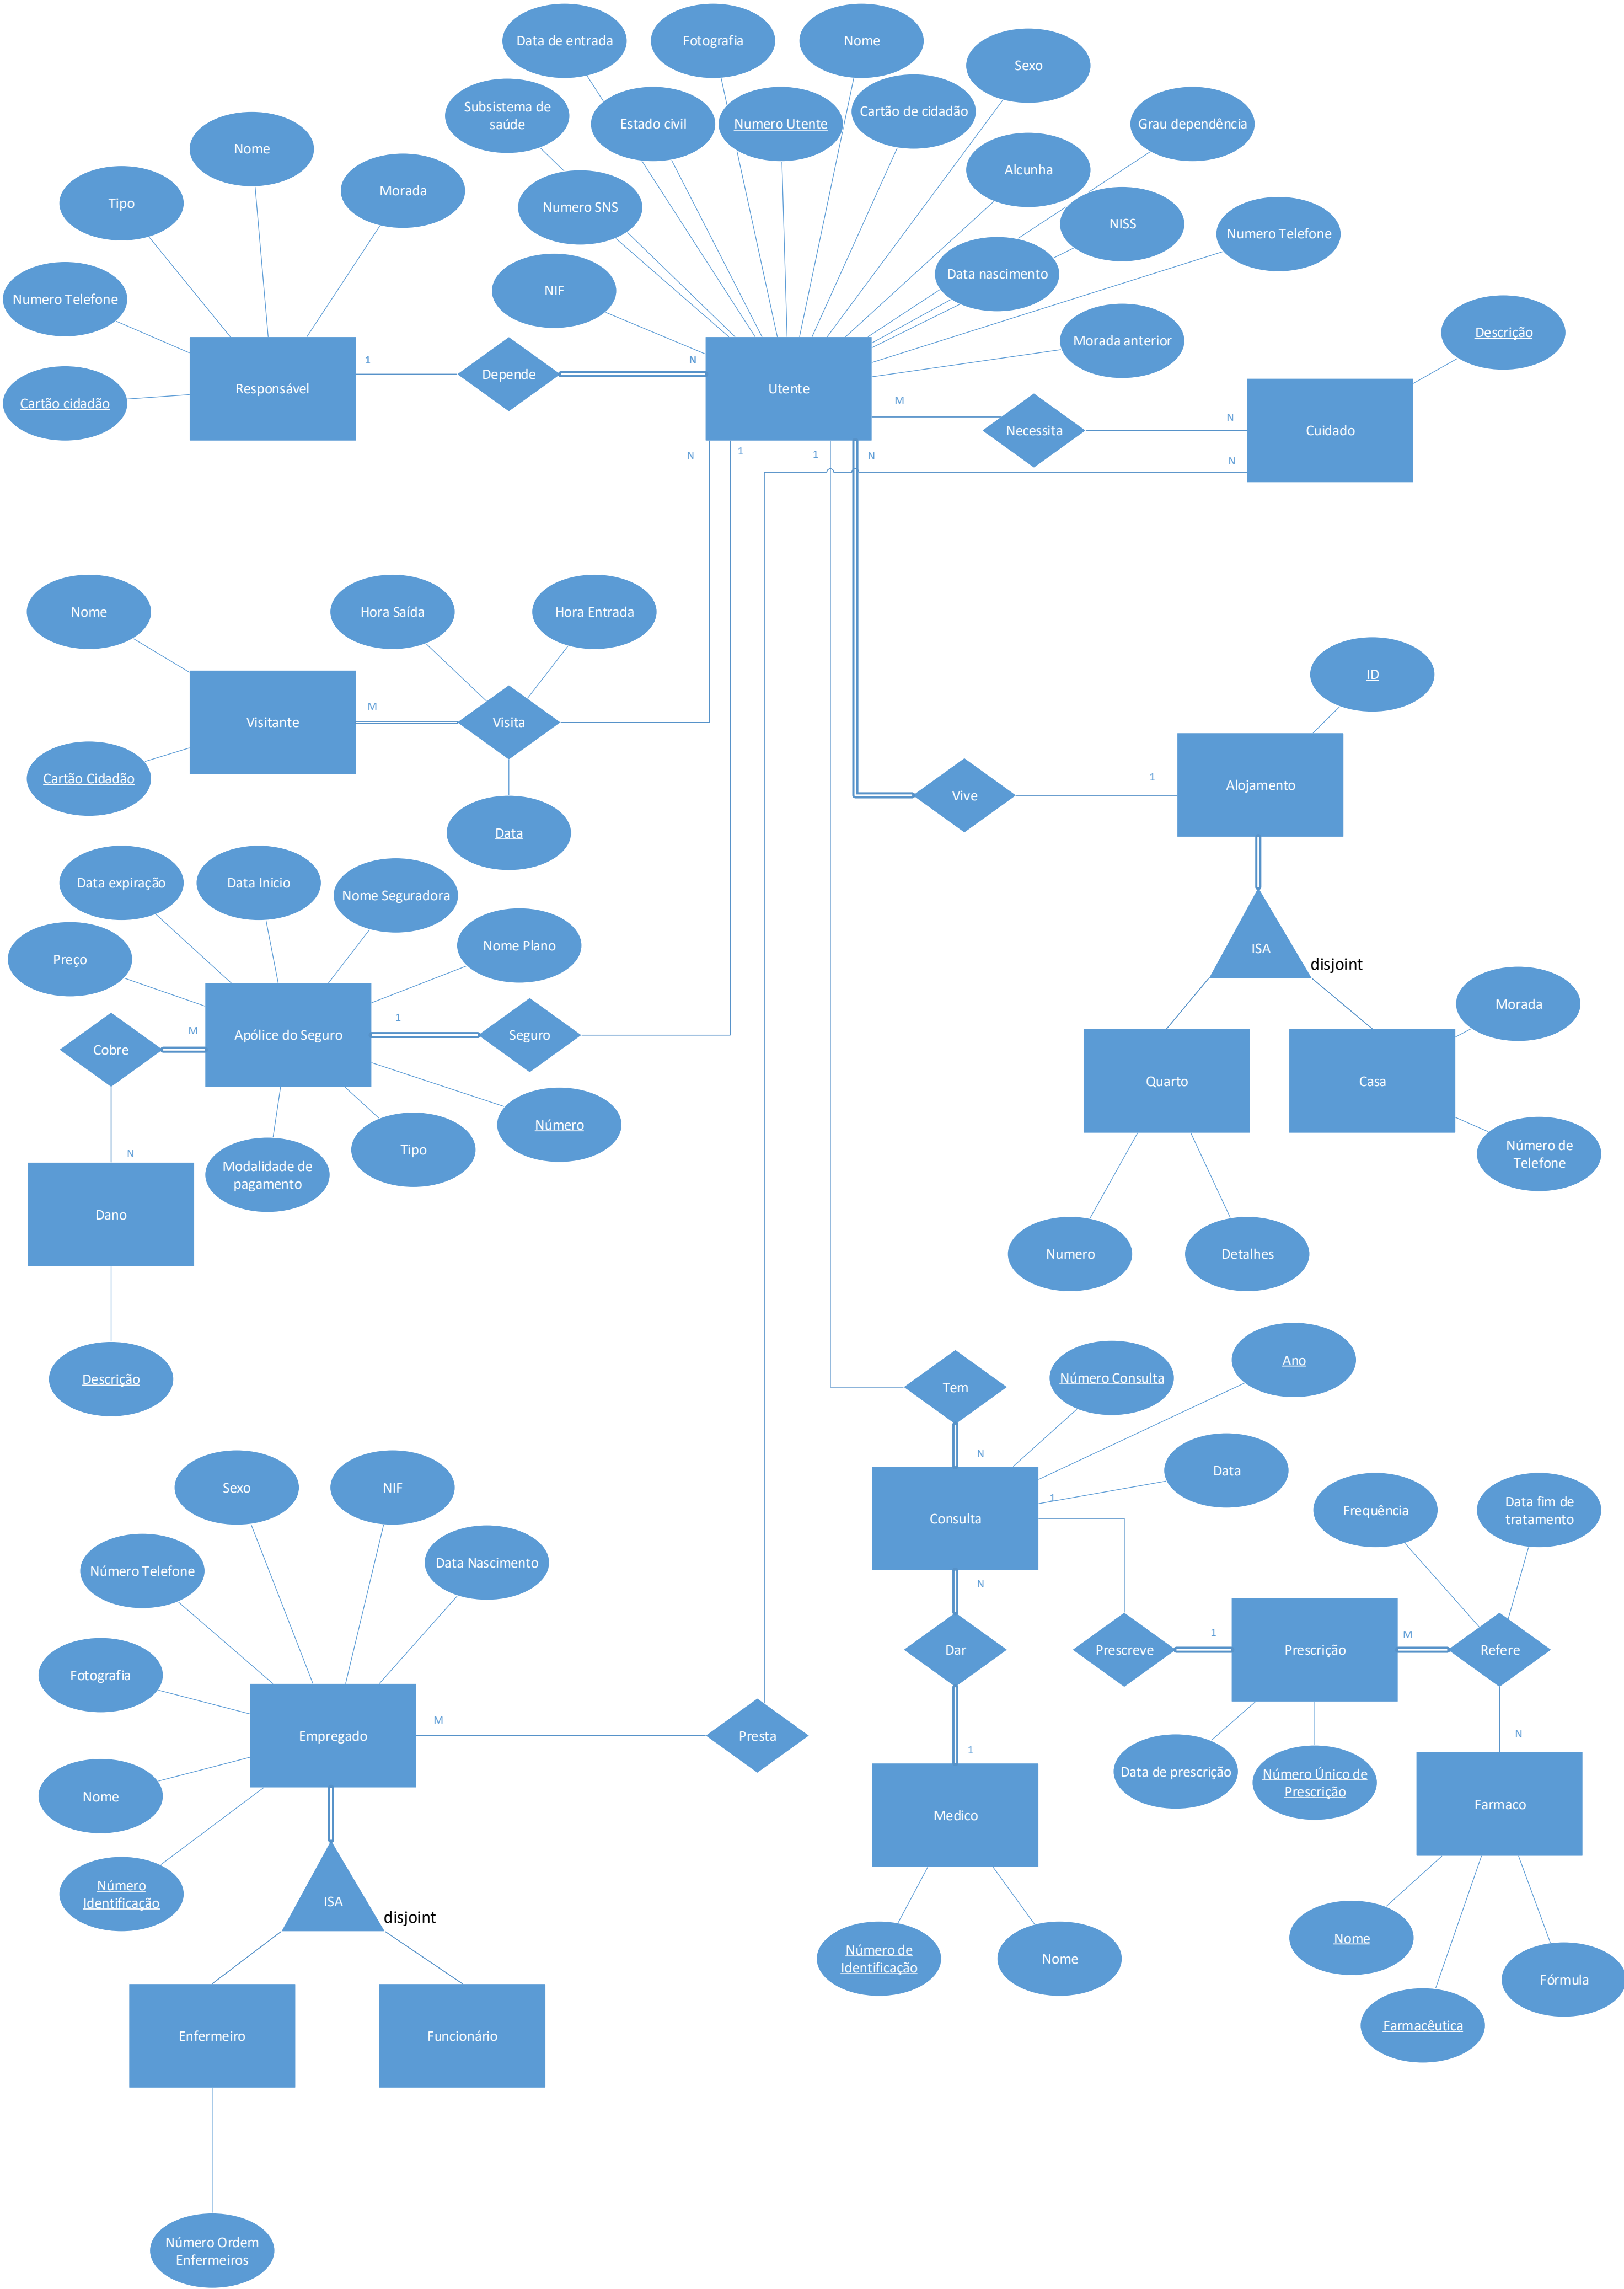 Data de entrada
Fotografia
Nome
Sexo
Subsistema de
saúde
Estado civil
Numero Utente
Cartão de cidadão
Grau dependência
Nome
Morada
Tipo
Alcunha
Numero SNS
NISS
Numero Telefone
Data nascimento
NIF
Numero Telefone
Morada anterior
Descrição
Responsável
1
Depende
N
Utente
Cartão cidadão
M
Necessita
N
Cuidado
N
1
1
N
N
Nome
Hora Saída
Hora Entrada
ID
Visitante
M
Visita
Cartão Cidadão
Data
Vive
1
Alojamento
Data expiração
Data Inicio
Nome Seguradora
Nome Plano
Preço
ISA
disjoint
Morada
Cobre
M
Apólice do Seguro
1
Seguro
Quarto
Casa
Número
Tipo
Modalidade de
pagamento
Número de
Telefone
N
Dano
Numero
Detalhes
Descrição
Tem
Número Consulta
Ano
N
Data
Sexo
NIF
Consulta
1
Frequência
Data fim de
tratamento
Número Telefone
Data Nascimento
N
Fotografia
Dar
Prescreve
1
Prescrição
M
Refere
Empregado
M
Presta
1
N
Data de prescrição
Número Único de
Prescrição
Nome
Medico
Farmaco
Número
Identificação
ISA
disjoint
Número de
Identificação
Nome
Nome
Fórmula
Farmacêutica
Enfermeiro
Funcionário
Número Ordem
Enfermeiros